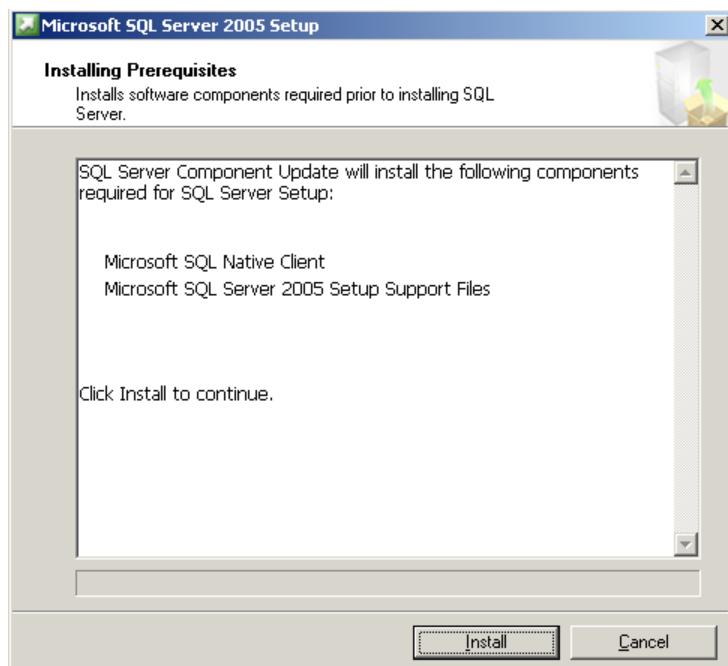 Microsoft SQL Server 2005 Setup
Installing Prerequisites
Installs software components required prior to installing SQL
Server.
SQL Server Component Update will install the following components
required for SQL Server Setup:
Microsoft SQL Native Client
Microsoft SQL Server 2005 Setup Support Files
Click Install to continue.
Install
Cancel